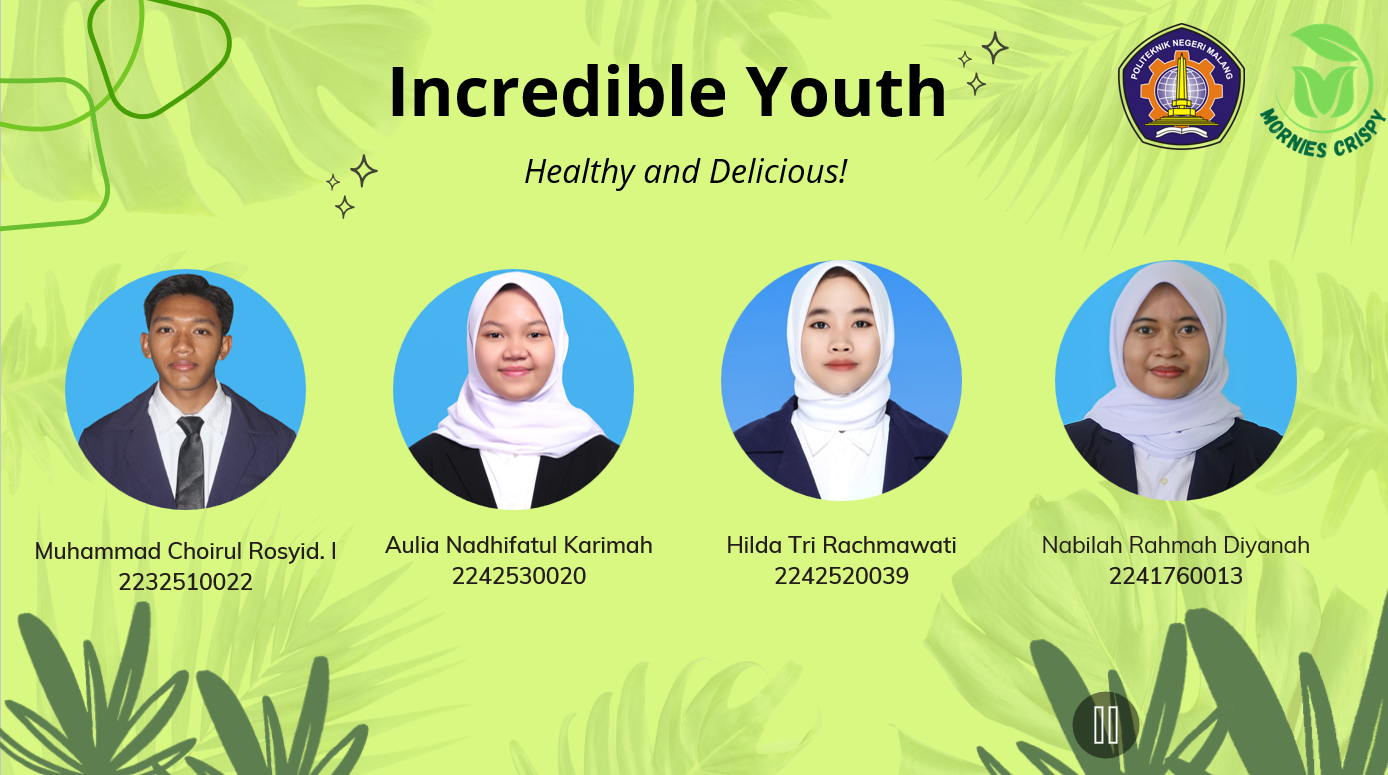 Incredible Youth
Healthy and Delicious!
POLITEKNIK NEGERI MALANG
MORNIES CRISPY
Muhammad Choirul Rosyid. I
2232510022
Aulia Nadhifatul Karimah
2242530020
Hilda Tri Rachmawati
2242520039
Nabilah Rahmah Diyanah
2241760013